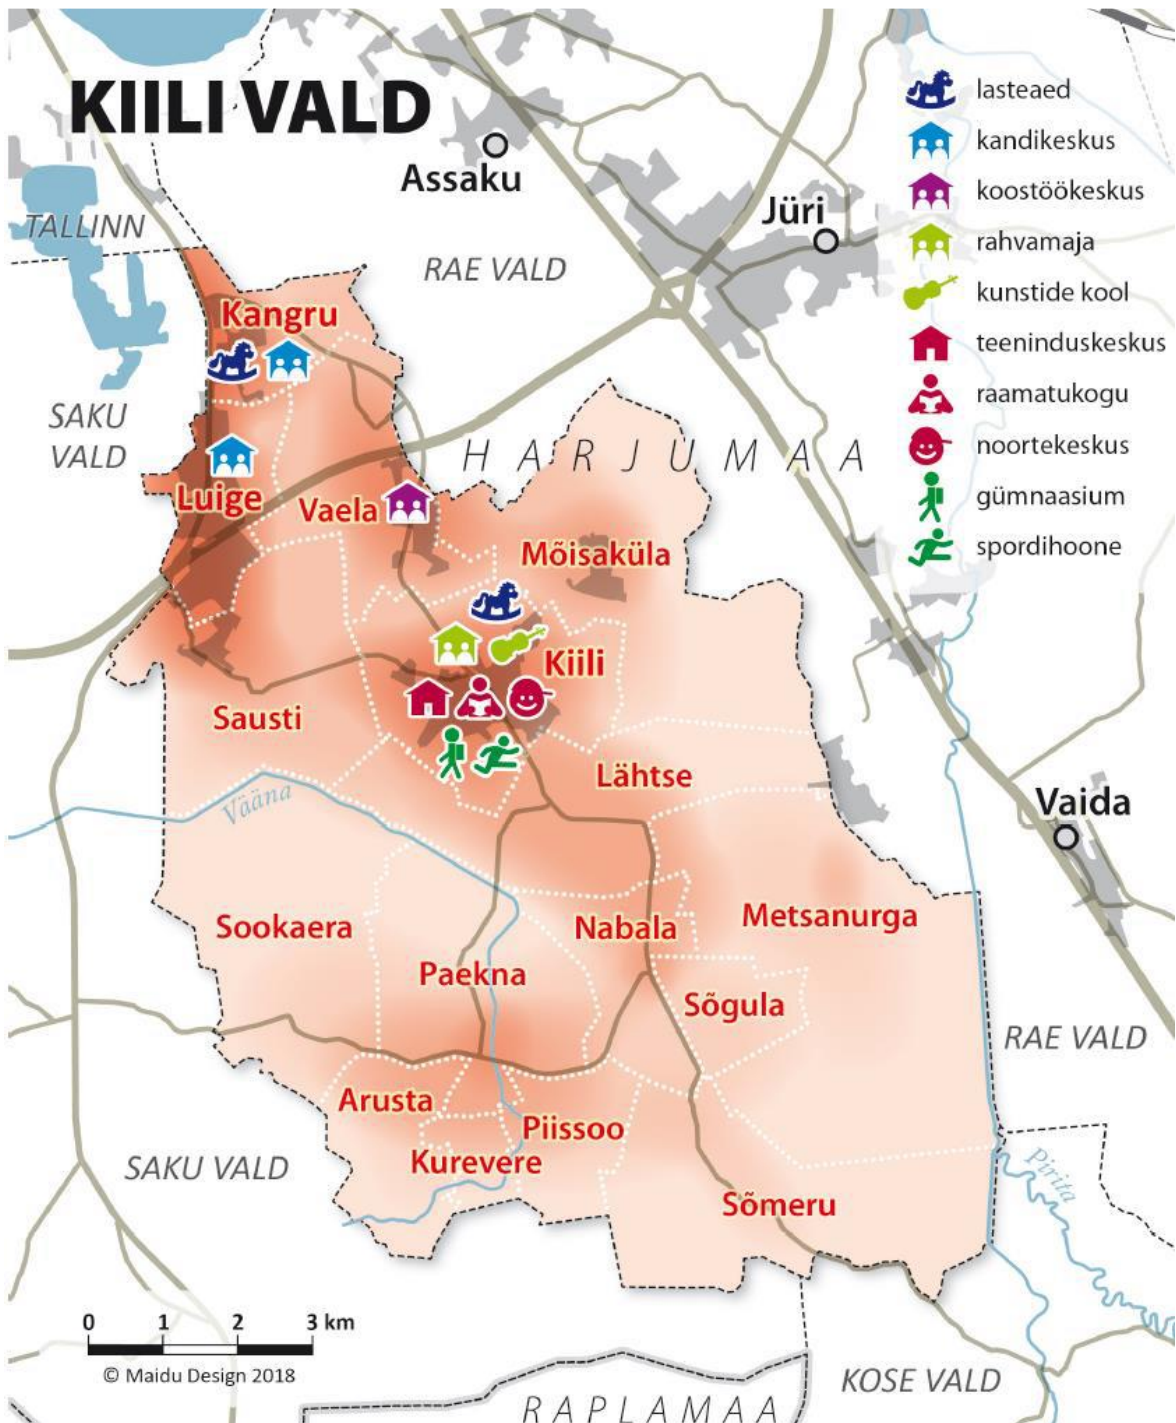 KIILI VALD
Assaku
Jüri
TALLINN
RAE VALD
lasteaed
kandikeskus
koostöökeskus
rahvamaja
kunstide kool
teeninduskeskus
raamatukogu
noortekeskus
gümnaasium
spordihoone
Kangru
SAKU
VALD
HARJUMAA
Luige
Vaela
Mõisaküla
Kiili
Sausti
Lähtse
Vääna
Vaida
Sookaera
Nabala
Metsanurga
Paekna
Sõgula
RAE VALD
Arusta
Piissoo
Kurevere
SAKU VALD
Pirita
Sõmeru
0 1 2 3 km
© Maidu Design 2018
KOSE VALD
RAPLAMAA